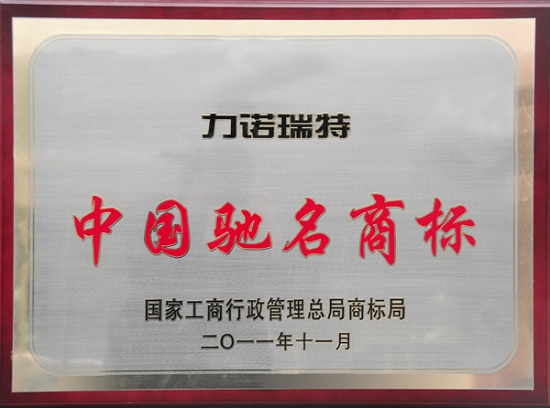 力诺瑞特
中国驰名商标
国家工商行政管理总局商标局
二〇一一年十一月